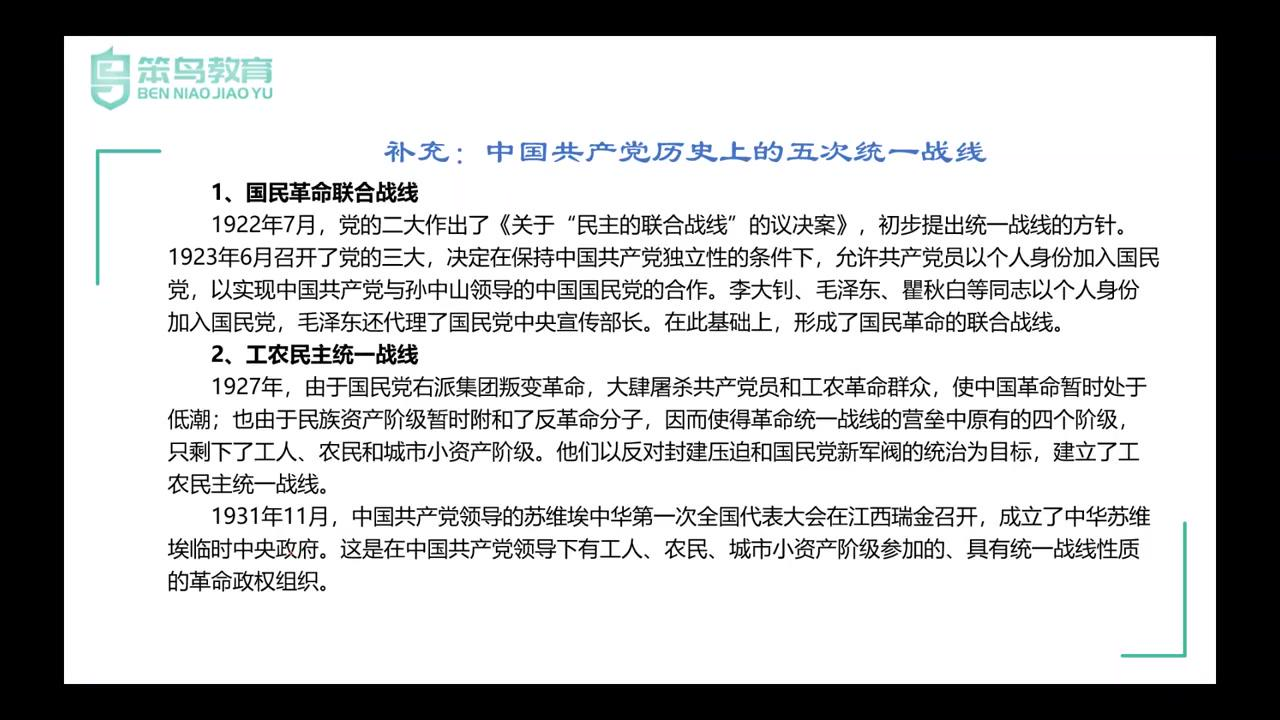 笨鸟教育
BEN NIAO JIAO YU
补充：中国共产党历史上的五次统一战线
1、国民革命联合战线
1922年7月，党的二大作出了《关于“民主的联合战线”的议决案》，初步提出统一战线的方针。
1923年6月召开了党的三大，决定在保持中国共产党独立性的条件下，允许共产党员以个人身份加入国民
党，以实现中国共产党与孙中山领导的中国国民党的合作。李大钊、毛泽东、瞿秋白等同志以个人身份
加入国民党，毛泽东还代理了国民党中央宣传部长。在此基础上，形成了国民革命的联合战线。
2、工农民主统一战线
1927年，由于国民党右派集团叛变革命，大肆屠杀共产党员和工农革命群众，使中国革命暂时处于
低潮；也由于民族资产阶级暂时附和了反革命分子，因而使得革命统一战线的营垒中原有的四个阶级，
只剩下了工人、农民和城市小资产阶级。他们以反对封建压迫和国民党新军阀的统治为目标，建立了工
农民主统一战线。
1931年11月，中国共产党领导的苏维埃中华第一次全国代表大会在江西瑞金召开，成立了中华苏维
埃临时中央政府。这是在中国共产党领导下有工人、农民、城市小资产阶级参加的、具有统一战线性质
的革命政权组织。